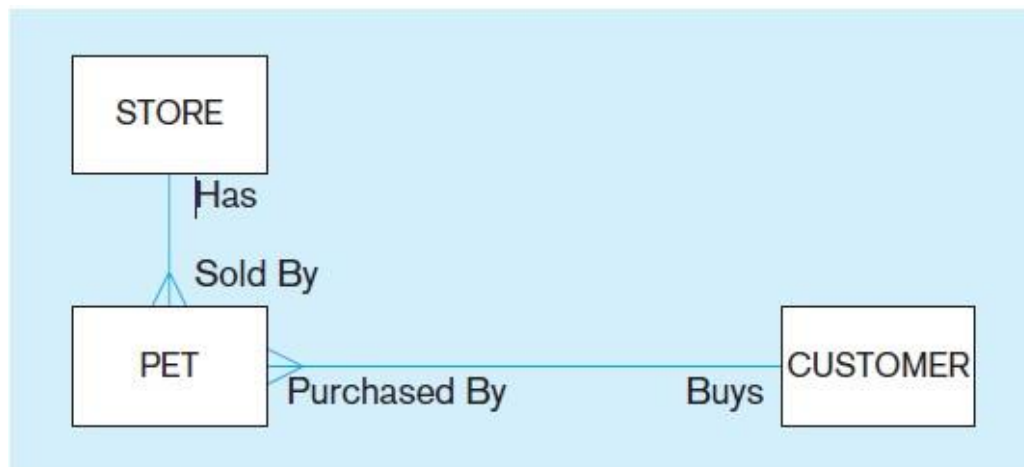 STORE
Has
Sold By
PET
CUSTOMER
Purchased By
Buys